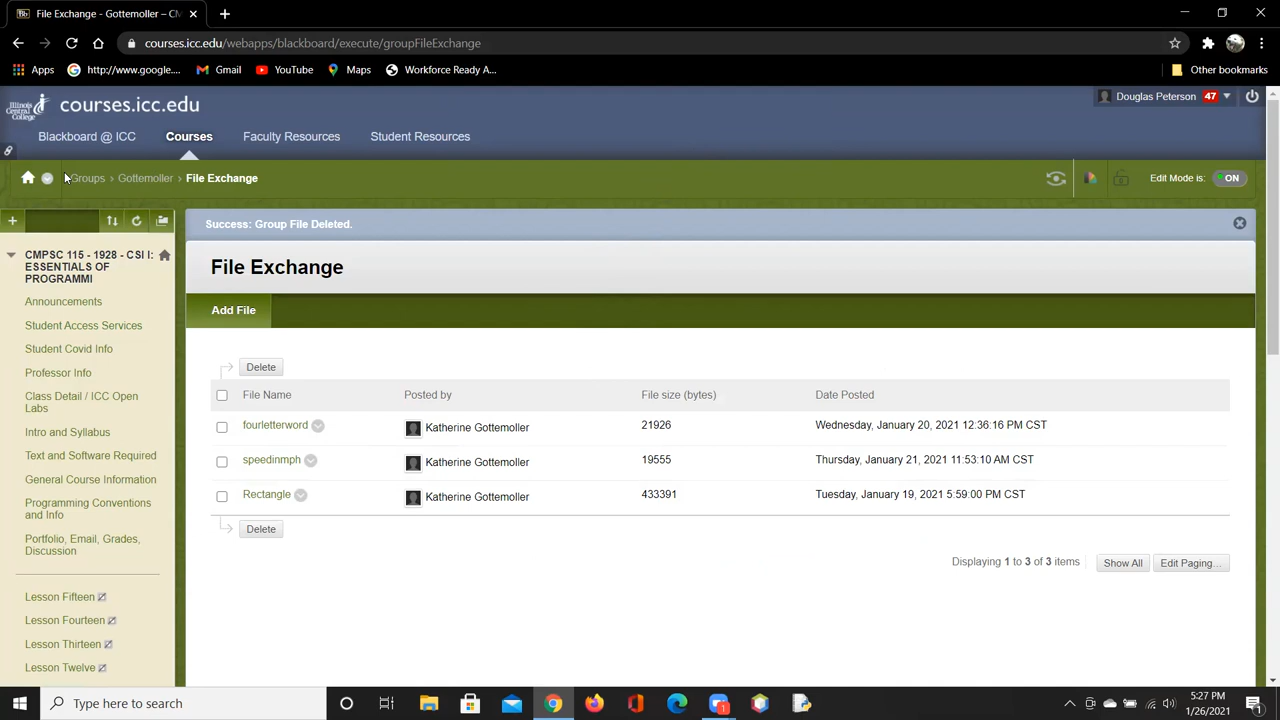 File Exchange - Gottemoller – CM
courses.icc.edu/webapps/blackboard/execute/groupFileExchange
Apps
http://www.google....
Gmail
YouTube
Maps
Workforce Ready A...
Other bookmarks
Illinois Central College
courses.icc.edu
Douglas Peterson 47
Blackboard @ ICC
Courses
Faculty Resources
Student Resources
Groups > Gottemoller > File Exchange
Edit Mode is: ON
Success: Group File Deleted.
CMPSC 115 - 1928 - CSI I:
ESSENTIALS OF
PROGRAMMI
Announcements
Student Access Services
Student Covid Info
Professor Info
Class Detail / ICC Open
Labs
Intro and Syllabus
Text and Software Required
General Course Information
Programming Conventions
and Info
Portfolio, Email, Grades,
Discussion
Lesson Fifteen
Lesson Fourteen
Lesson Thirteen
Lesson Twelve
File Exchange
Add File
Delete
File Name Posted by File size (bytes) Date Posted
fourletterword Katherine Gottemoller 21926 Wednesday, January 20, 2021 12:36:16 PM CST
speedinmph Katherine Gottemoller 19555 Thursday, January 21, 2021 11:53:10 AM CST
Rectangle Katherine Gottemoller 433391 Tuesday, January 19, 2021 5:59:00 PM CST
Delete
Displaying 1 to 3 of 3 items Show All Edit Paging...
Type here to search
1
5:27 PM
1/26/2021
1